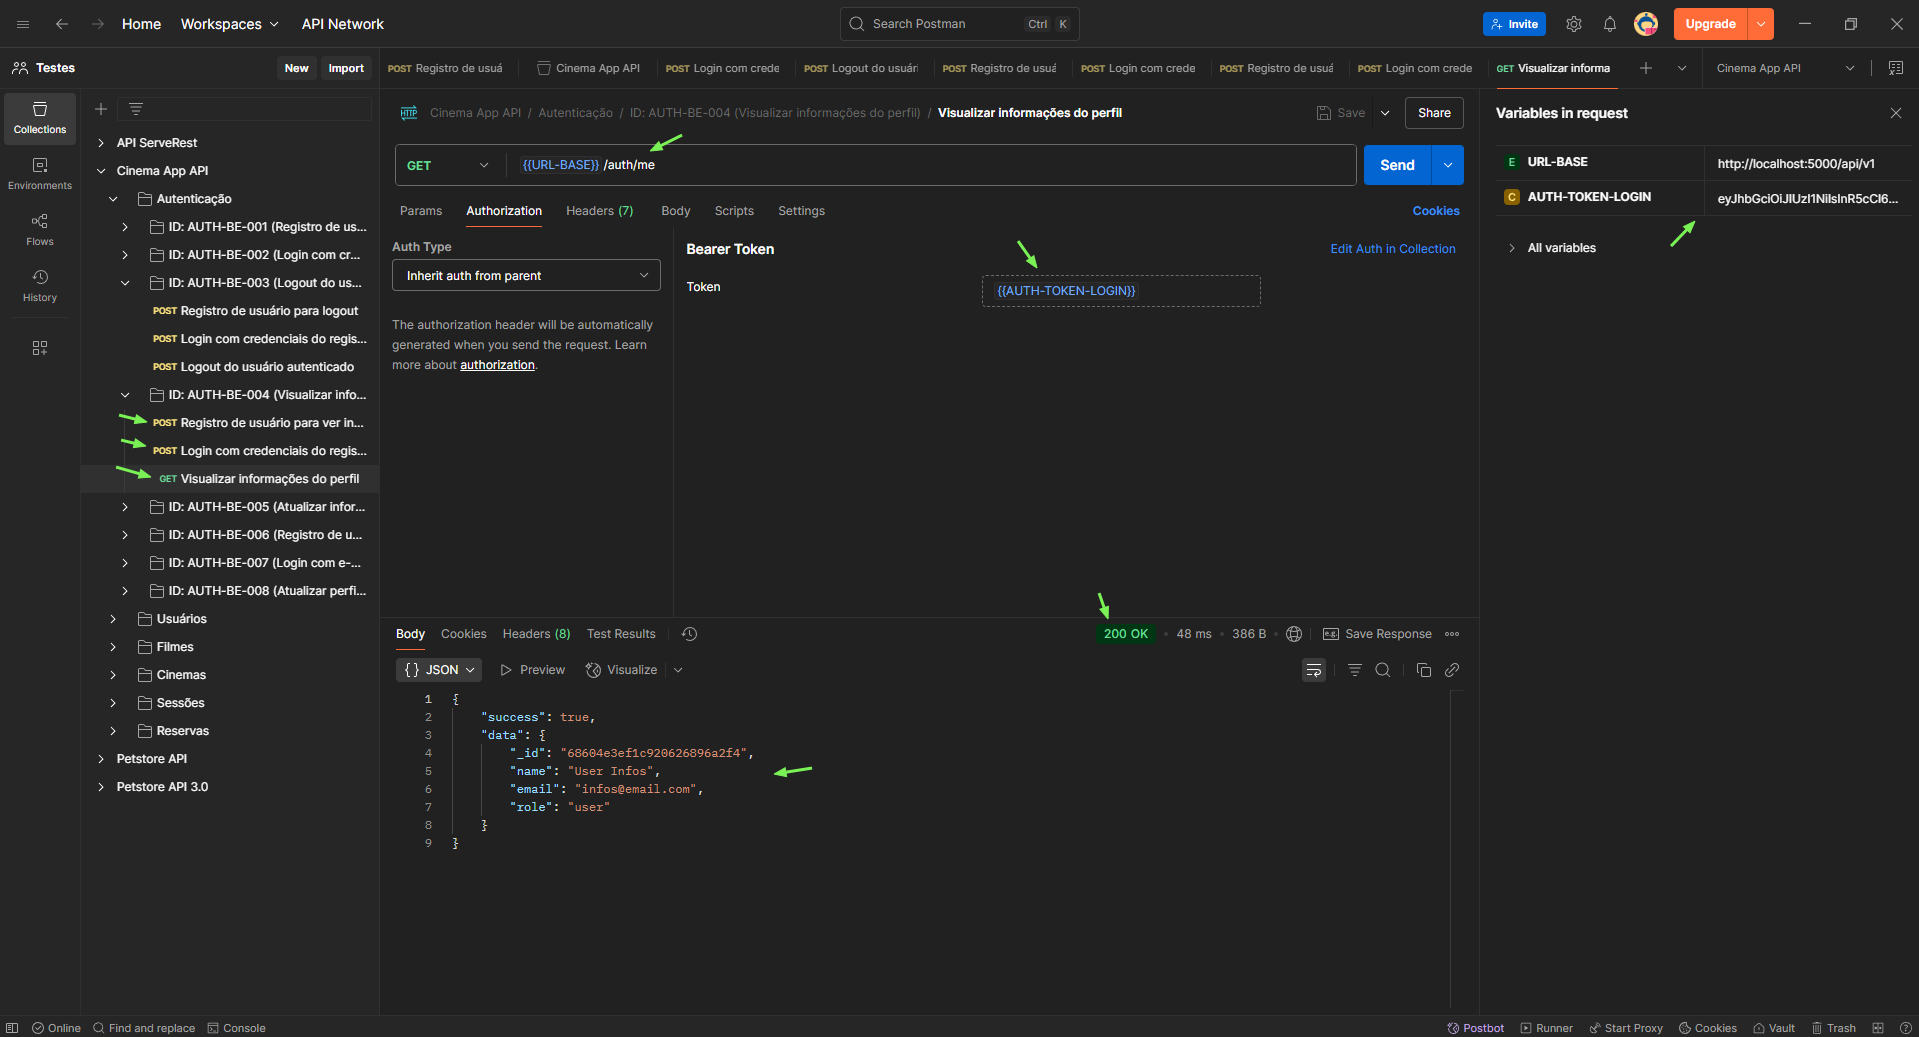 Home Workspaces API Network
Search Postman Ctrl K
Invite Upgrade
Testes New Import
POST Registro de usuá
Cinema App API
POST Login com crede
POST Logout do usuári
POST Registro de usuá
POST Login com crede
POST Registro de usuá
POST Login com crede
GET Visualizar informa
Cinema App API
Collections
Environments
Flows
History
API ServeRest
Cinema App API
Autenticação
ID: AUTH-BE-001 (Registro de us...
ID: AUTH-BE-002 (Login com cr...
ID: AUTH-BE-003 (Logout do us...
POST Registro de usuário para logout
POST Login com credenciais do regis...
POST Logout do usuário autenticado
ID: AUTH-BE-004 (Visualizar info...
POST Registro de usuário para ver in...
POST Login com credenciais do regis...
GET Visualizar informações do perfil
ID: AUTH-BE-005 (Atualizar infor...
ID: AUTH-BE-006 (Registro de u...
ID: AUTH-BE-007 (Login com e-...
ID: AUTH-BE-008 (Atualizar perfi...
Usuários
Filmes
Cinemas
Sessões
Reservas
Petstore API
Petstore API 3.0
HTTP Cinema App API / Autenticação / ID: AUTH-BE-004 (Visualizar informações do perfil) / Visualizar informações do perfil
Save Share
GET {{URL-BASE}} /auth/me
Send
Params Authorization Headers (7) Body Scripts Settings Cookies
Auth Type
Inherit auth from parent
The authorization header will be automatically
generated when you send the request. Learn
more about authorization.
Bearer Token Edit Auth in Collection
Token {{AUTH-TOKEN-LOGIN}}
Body Cookies Headers (8) Test Results
200 OK • 48 ms • 386 B • e.g. Save Response
{} JSON Preview Visualize
1 {
2 "success": true,
3 "data": {
4 "_id": "68604e3ef1c920626896a2f4",
5 "name": "User Infos",
6 "email": "infos@email.com",
7 "role": "user"
8 }
9 }
Variables in request
E URL-BASE http://localhost:5000/api/v1
C AUTH-TOKEN-LOGIN eyJhbGciOiJIUzI1NiIsInR5cCI6...
All variables
Online Find and replace Console
Postbot Runner Start Proxy Cookies Vault Trash